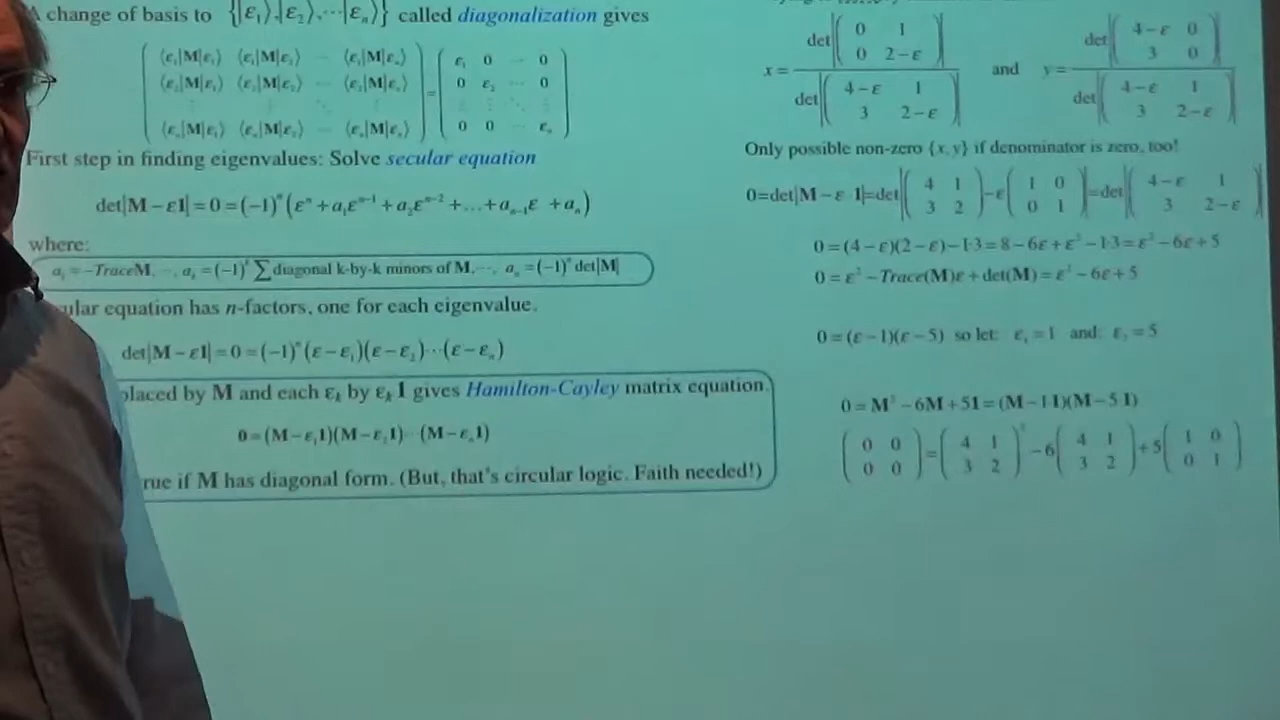 A change of basis to {|ε₁⟩,|ε₂⟩,⋯|εₙ⟩} called diagonalization gives
( ⟨ε₁|M|ε₁⟩ ⟨ε₁|M|ε₂⟩ ⋯ ⟨ε₁|M|εₙ⟩ ) ( ε₁ 0 ⋯ 0 )
( ⟨ε₂|M|ε₁⟩ ⟨ε₂|M|ε₂⟩ ⋯ ⟨ε₂|M|εₙ⟩ ) = ( 0 ε₂ ⋯ 0 )
( ⋮ ⋮ ⋱ ⋮ ) ( ⋮ ⋮ ⋱ ⋮ )
( ⟨εₙ|M|ε₁⟩ ⟨εₙ|M|ε₂⟩ ⋯ ⟨εₙ|M|εₙ⟩ ) ( 0 0 ⋯ εₙ )
First step in finding eigenvalues: Solve secular equation
det|M−ε1|=0=(−1)ⁿ(εⁿ+a₁εⁿ⁻¹+a₂εⁿ⁻²+…+aₙ₋₁ε +aₙ)
where:
a₁=−TraceM,⋯, aₖ=(−1)ᵏ∑diagonal k-by-k minors of M,⋯, aₙ=(−1)ⁿdet|M|
ular equation has n-factors, one for each eigenvalue.
det|M−ε1|=0=(−1)ⁿ(ε−ε₁)(ε−ε₂)⋯(ε−εₙ)
placed by M and each εₖ by εₖ1 gives Hamilton-Cayley matrix equation.
0=(M−ε₁1)(M−ε₂1)⋯(M−εₙ1)
rue if M has diagonal form. (But, that's circular logic. Faith needed!)
det|( 0 1 )| det|( 4−ε 0 )|
|( 0 2−ε )| |( 3 0 )|
x= and y=
det|( 4−ε 1 )| det|( 4−ε 1 )|
|( 3 2−ε )| |( 3 2−ε )|
Only possible non-zero {x,y} if denominator is zero, too!
0=det|M−ε·1|=det|( 4 1 )−ε( 1 0 )|=det|( 4−ε 1 )|
|( 3 2 ) ( 0 1 )| |( 3 2−ε )|
0=(4−ε)(2−ε)−1·3=8−6ε+ε²−1·3=ε²−6ε+5
0=ε²−Trace(M)ε+det(M)=ε²−6ε+5
0=(ε−1)(ε−5) so let: ε₁=1 and: ε₂=5
0=M²−6M+51=(M−1·1)(M−5·1)
( 0 0 )=( 4 1 )²−6( 4 1 )+5( 1 0 )
( 0 0 ) ( 3 2 ) ( 3 2 ) ( 0 1 )